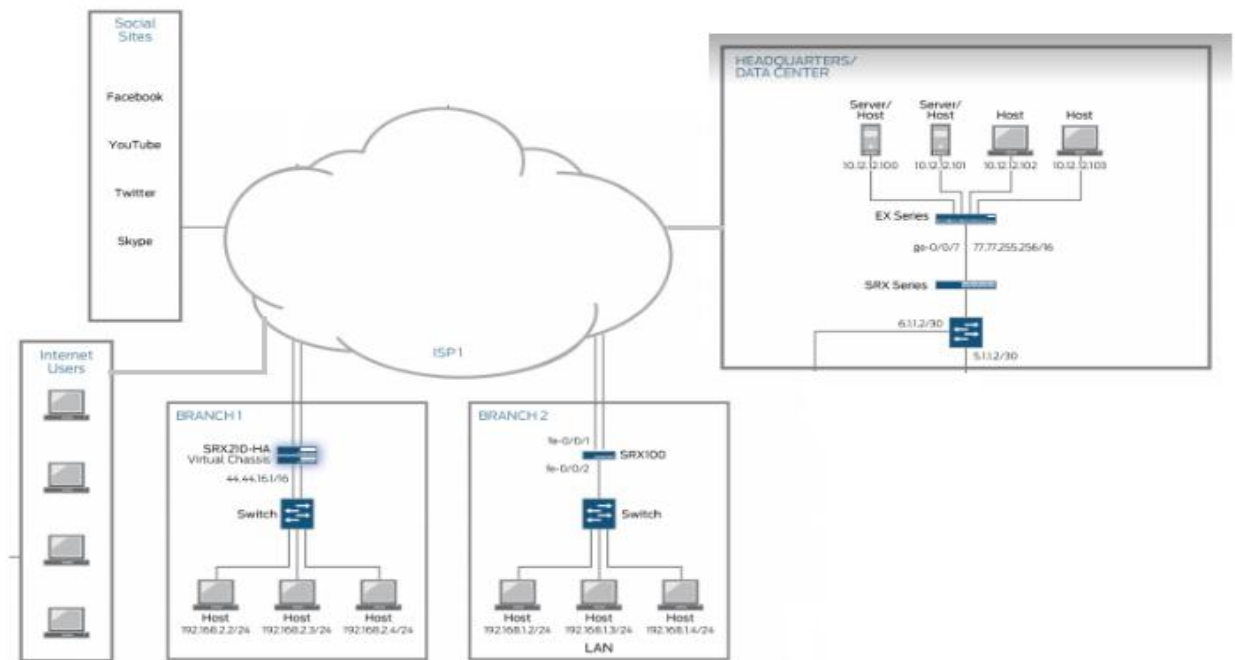 Social
Sites
Facebook
YouTube
Twitter
Skype
Internet
Users
ISP1
HEADQUARTERS/
DATA CENTER
Server/
Host
10.12.12.100
Server/
Host
10.12.12.101
Host
10.12.12.102
Host
10.12.12.103
EX Series
ge-0/0/7
77.77.255.256/16
SRX Series
6.1.1.2/30
5.1.1.2/30
BRANCH 1
SRX210-HA
Virtual Chassis
44.44.16.1/16
Switch
Host
192.168.2.2/24
Host
192.168.2.3/24
Host
192.168.2.4/24
BRANCH 2
fe-0/0/1
SRX100
fe-0/0/2
Switch
Host
192.168.1.2/24
Host
192.168.1.3/24
Host
192.168.1.4/24
LAN